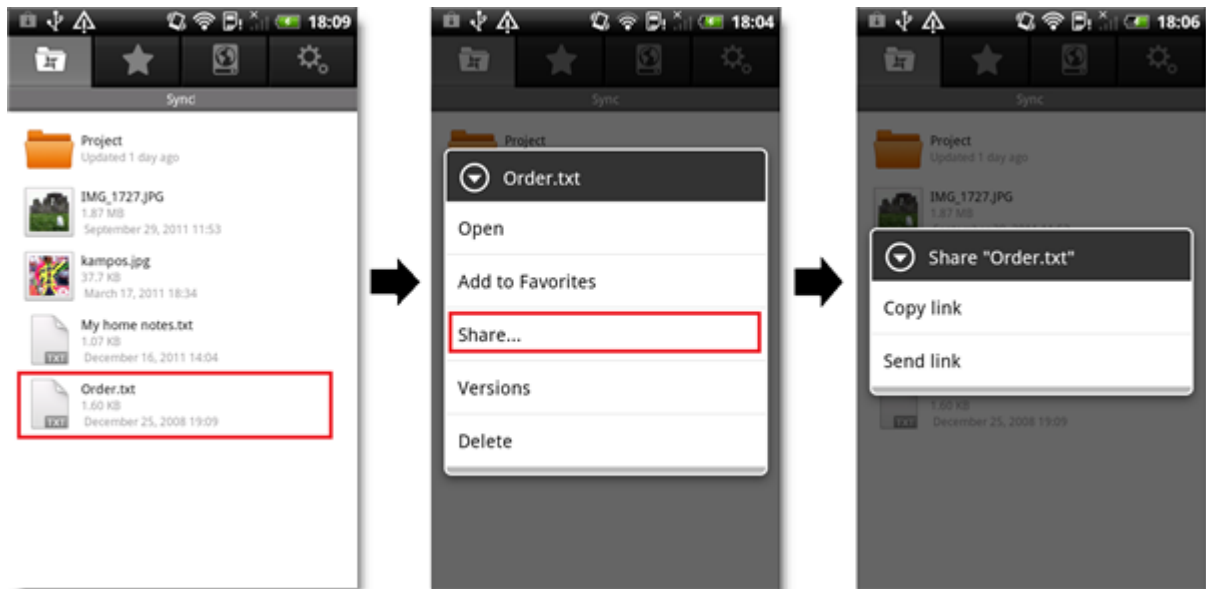 18:09
Sync
Project
Updated 1 day ago
IMG_1727.JPG
1.87 MB
September 29, 2011 11:53
kampos.jpg
37.7 KB
March 17, 2011 18:34
My home notes.txt
1.07 KB
TXT
December 16, 2011 14:04
Order.txt
1.60 KB
TXT
December 25, 2008 19:09
18:04
Sync
Project
Order.txt
Open
Add to Favorites
Share...
Versions
Delete
18:06
Sync
Project
Updated 1 day ago
IMG_1727.JPG
1.87 MB
Share "Order.txt"
Copy link
Send link
1.60 KB
TXT
December 25, 2008 19:09